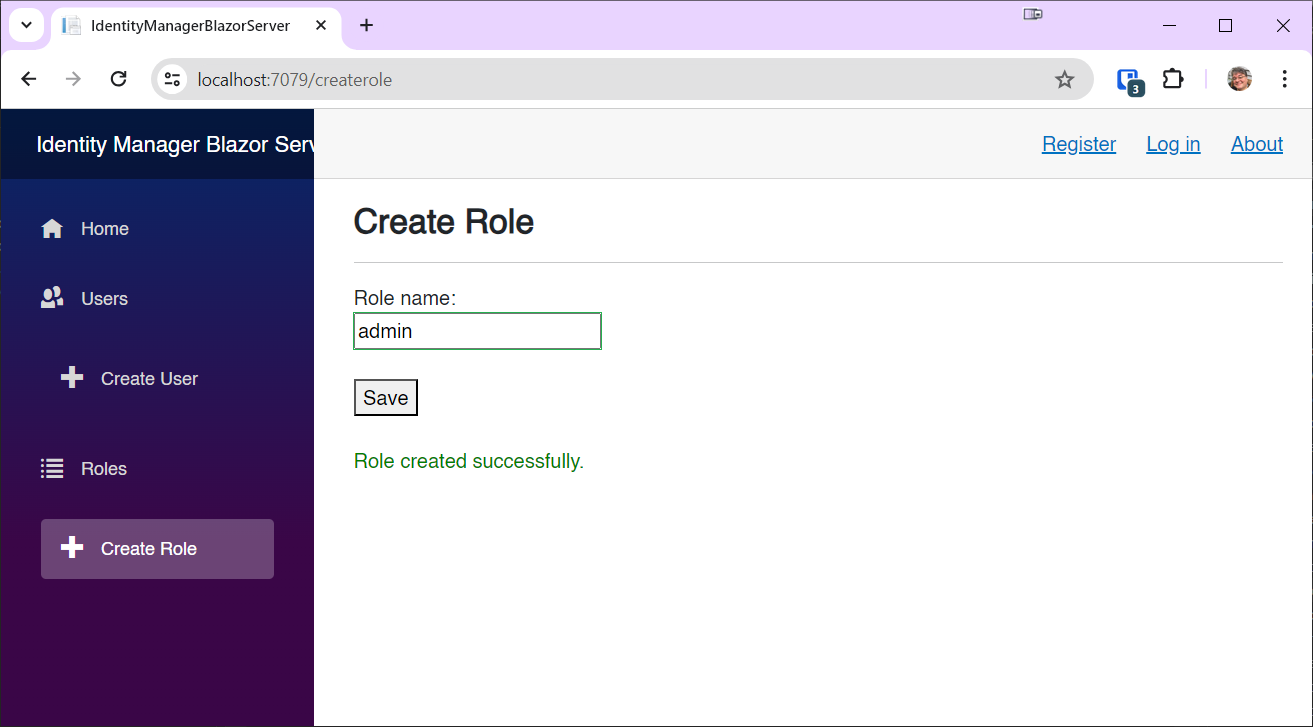 IdentityManagerBlazorServer
localhost:7079/createrole
3
Identity Manager Blazor Serv
Register Log in About
Home
Users
Create User
Roles
Create Role
Create Role
Role name:
admin
Save
Role created successfully.